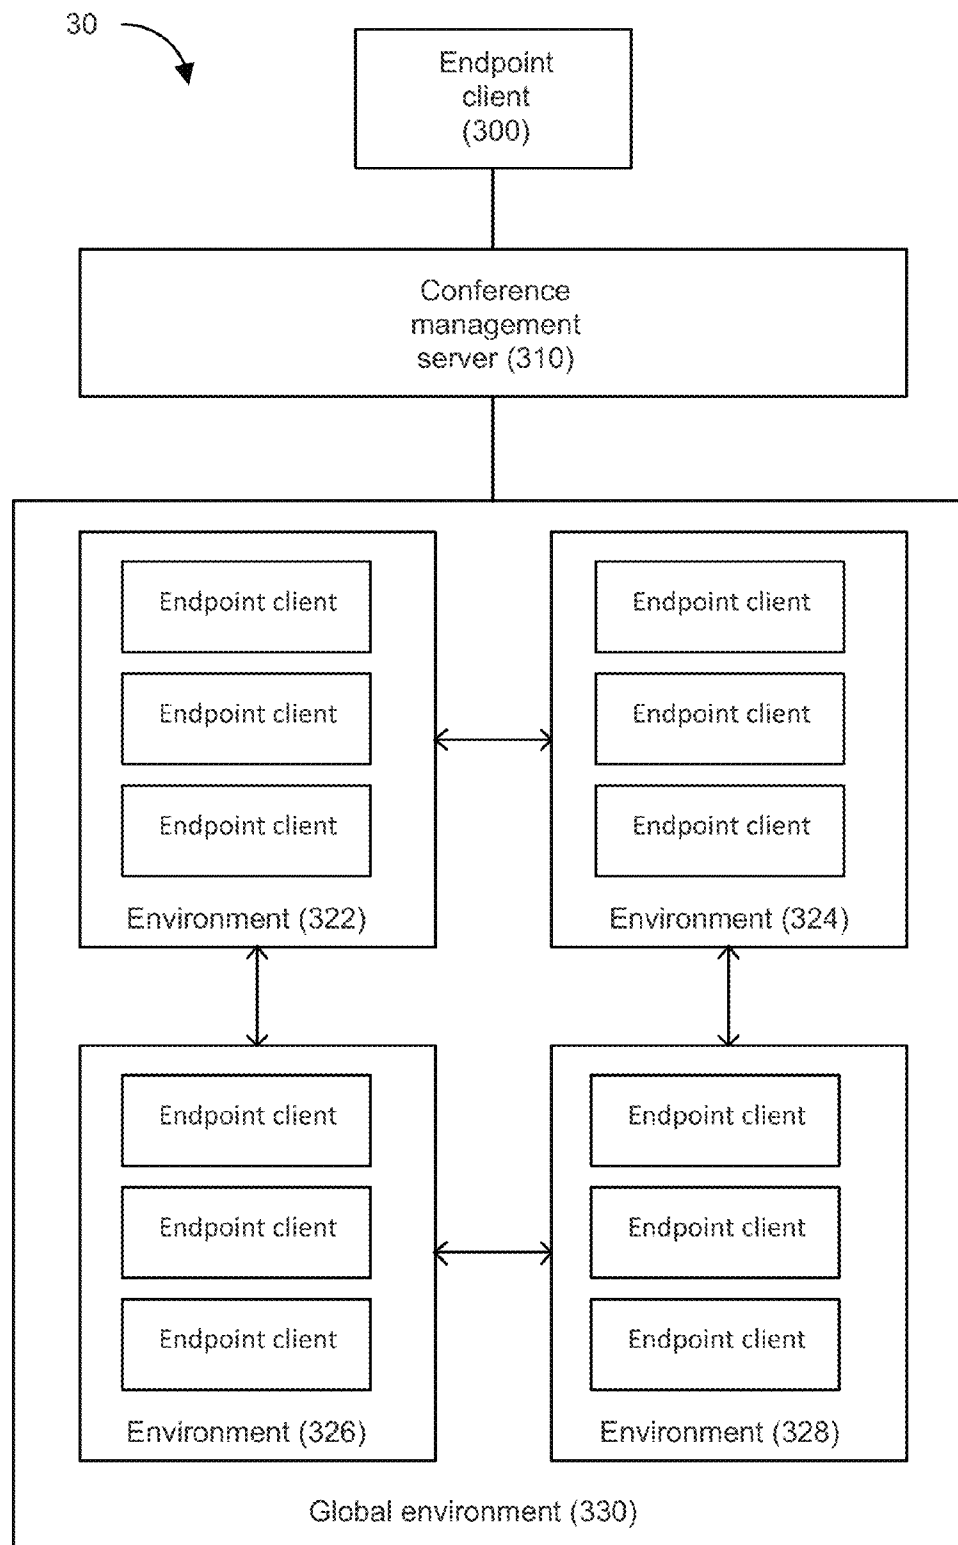 30
Endpoint
client
(300)
Conference
management
server (310)
Endpoint client
Endpoint client
Endpoint client
Environment (322)
Endpoint client
Endpoint client
Endpoint client
Environment (324)
Endpoint client
Endpoint client
Endpoint client
Environment (326)
Endpoint client
Endpoint client
Endpoint client
Environment (328)
Global environment (330)